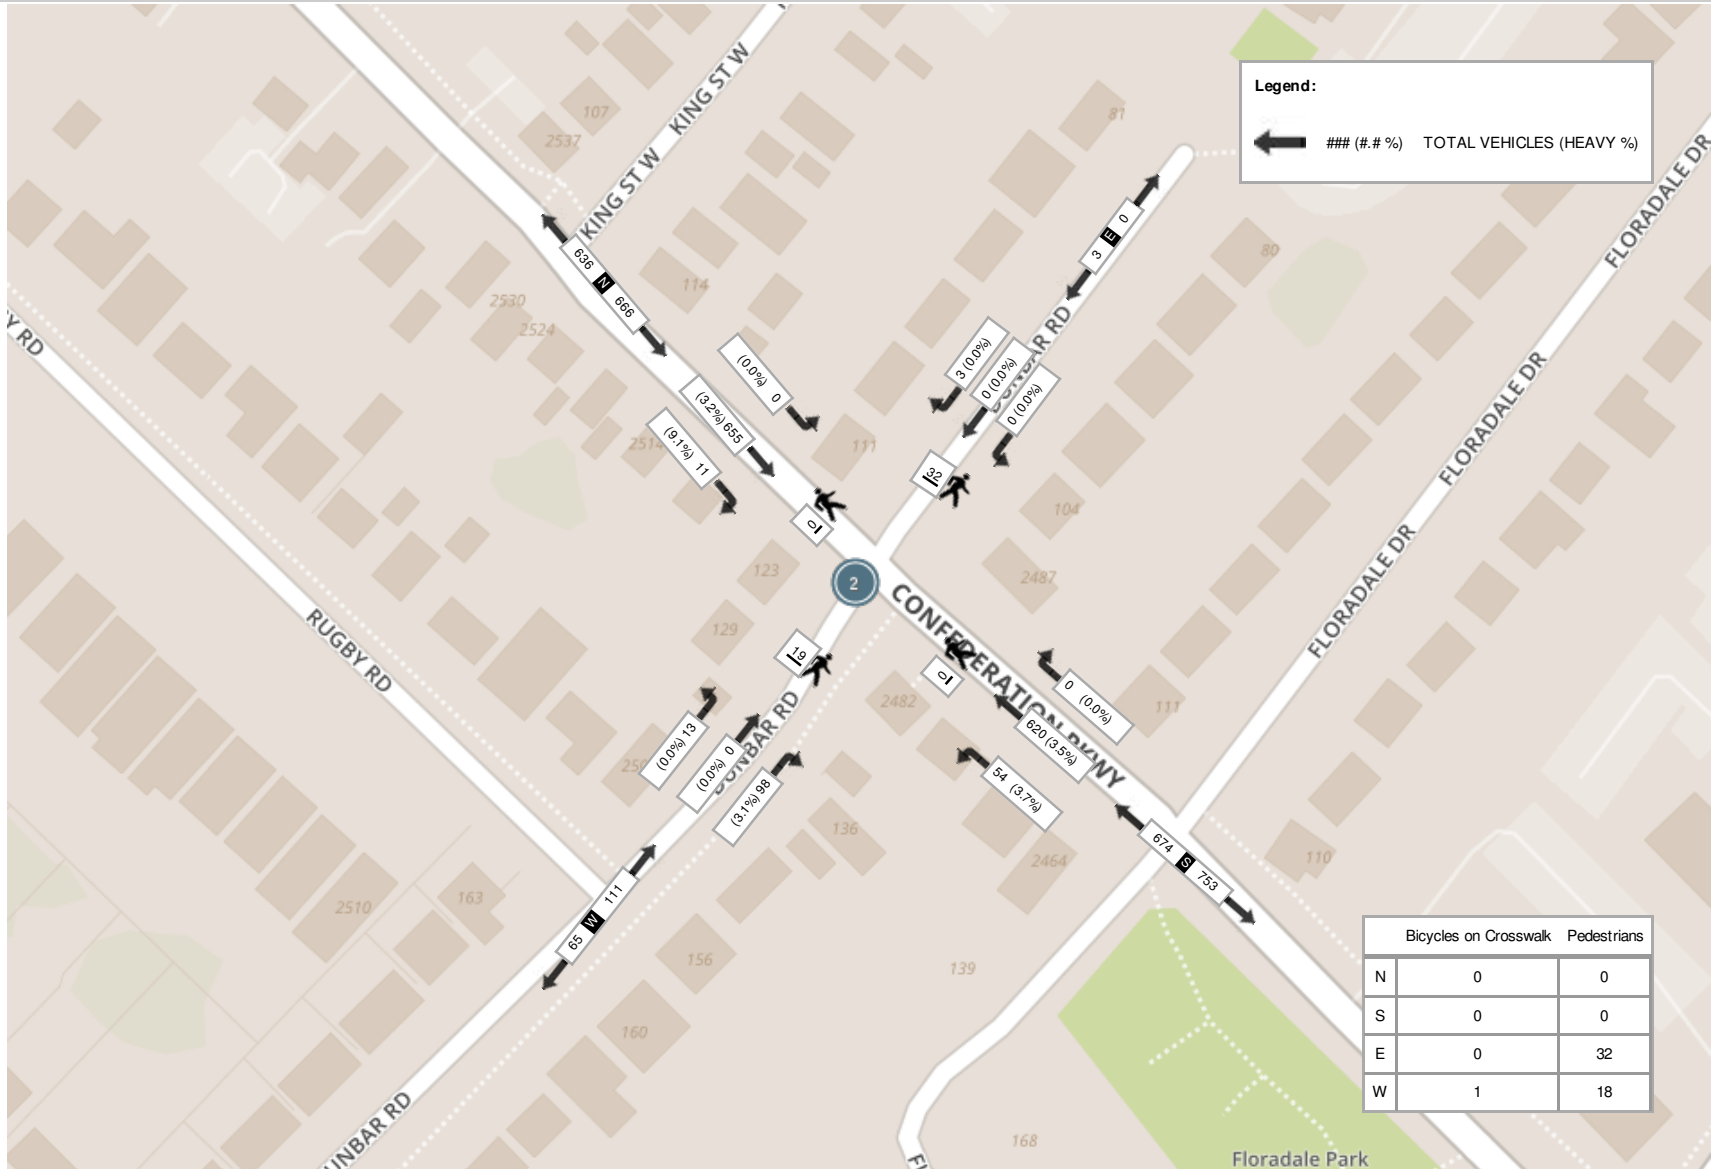 KING ST W
KING ST W
107
2537
81
Legend:
### (#.# %) TOTAL VEHICLES (HEAVY %)
FLORADALE DR
FLORADALE DR
FLORADALE DR
636 N 666
3 E 0
80
114
2530
2524
(0.0%) 0
(3.2%) 655
(9.1%) 11
3 (0.0%)
0 (0.0%)
0 (0.0%)
DUNBAR RD
111
32
0
104
2487
123
2
CONFEDERATION PKWY
129
19
0
RUGBY RD
Y RD
2482
111
0 (0.0%)
620 (3.5%)
54 (3.7%)
(0.0%) 13
(0.0%) 0
(3.1%) 98
DUNBAR RD
136
2464
110
674 S 753
65 W 111
163
2510
156
139
160
168
UNBAR RD
Bicycles on Crosswalk Pedestrians
N 0 0
S 0 0
E 0 32
W 1 18
Floradale Park